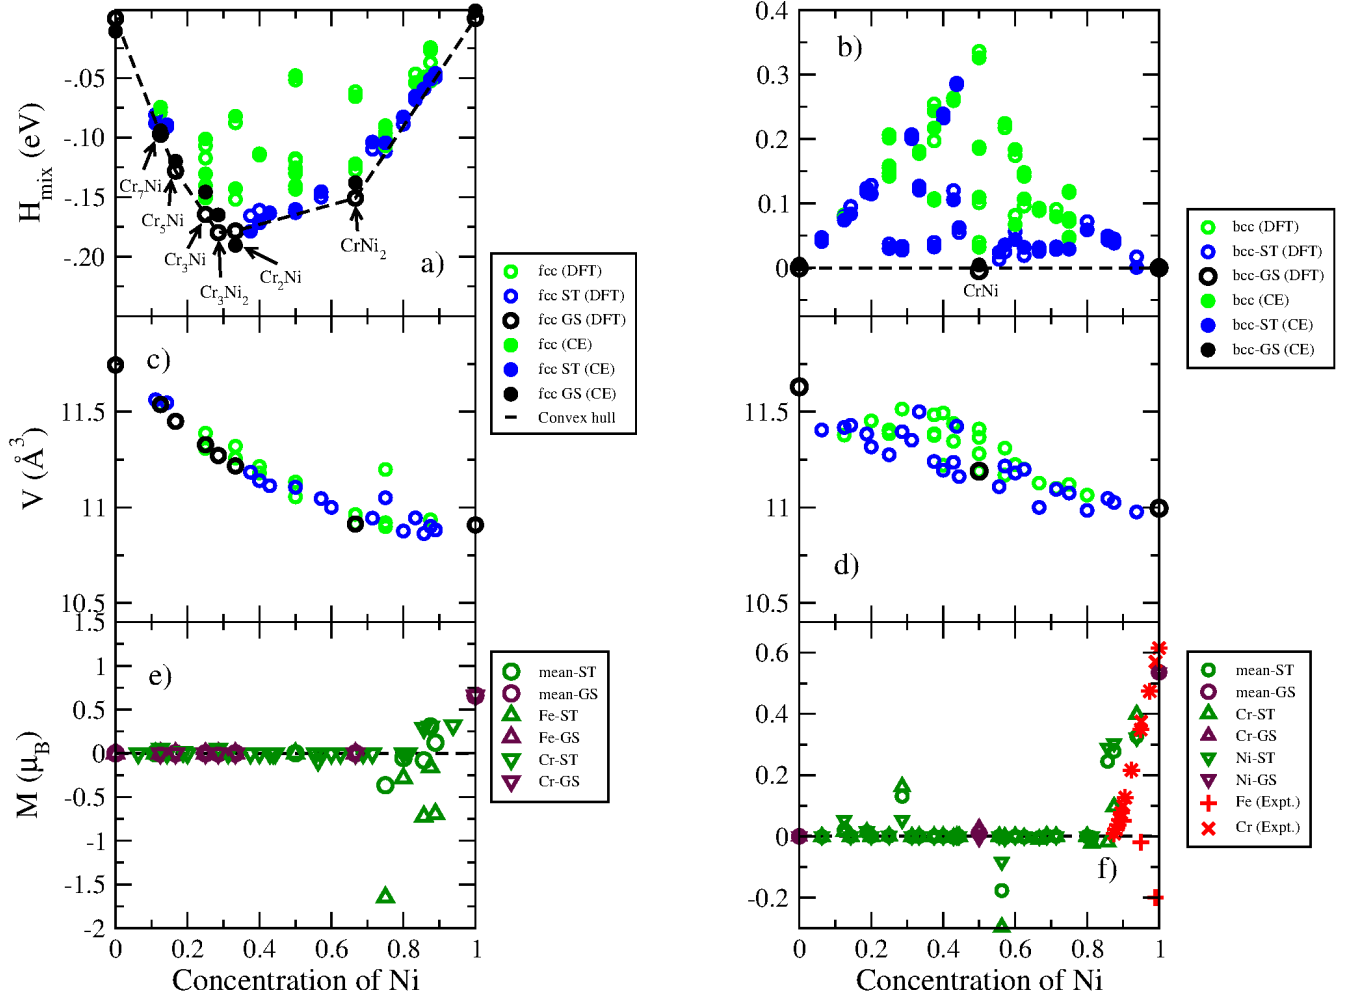 H_mix (eV)
-.05
-.10
-.15
-.20
Cr7Ni
Cr5Ni
Cr3Ni
Cr3Ni2
Cr2Ni
CrNi2
a)
fcc (DFT)
fcc ST (DFT)
fcc GS (DFT)
fcc (CE)
fcc ST (CE)
fcc GS (CE)
Convex hull
0.4
0.3
0.2
0.1
0
b)
CrNi
bcc (DFT)
bcc-ST (DFT)
bcc-GS (DFT)
bcc (CE)
bcc-ST (CE)
bcc-GS (CE)
V (Å^3)
11.5
11
10.5
c)
11.5
11
10.5
d)
M (μ_B)
1.5
1
0.5
0
-0.5
-1
-1.5
-2
e)
0 0.2 0.4 0.6 0.8 1
Concentration of Ni
mean-ST
mean-GS
Fe-ST
Fe-GS
Cr-ST
Cr-GS
0.6
0.4
0.2
0
-0.2
f)
0 0.2 0.4 0.6 0.8 1
Concentration of Ni
mean-ST
mean-GS
Cr-ST
Cr-GS
Ni-ST
Ni-GS
Fe (Expt.)
Cr (Expt.)